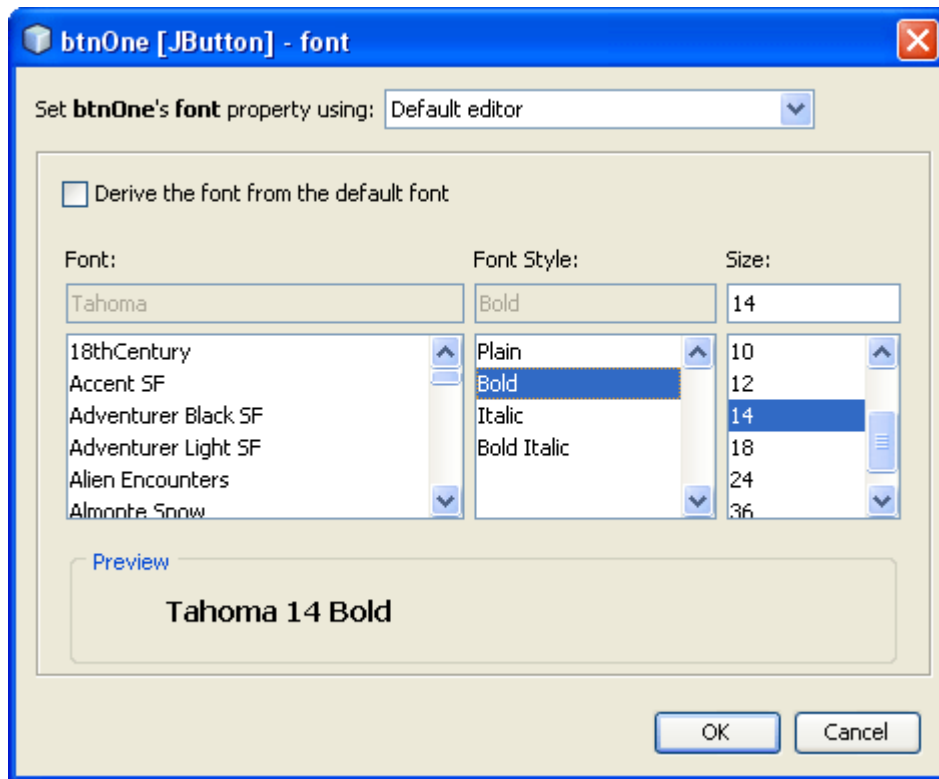 btnOne [JButton] - font
Set btnOne's font property using: Default editor
Derive the font from the default font
Font: Font Style: Size:
Tahoma Bold 14
18thCentury Plain 10
Accent SF Bold 12
Adventurer Black SF Italic 14
Adventurer Light SF Bold Italic 18
Alien Encounters 24
Almonte Snow 36
Preview
Tahoma 14 Bold
OK Cancel